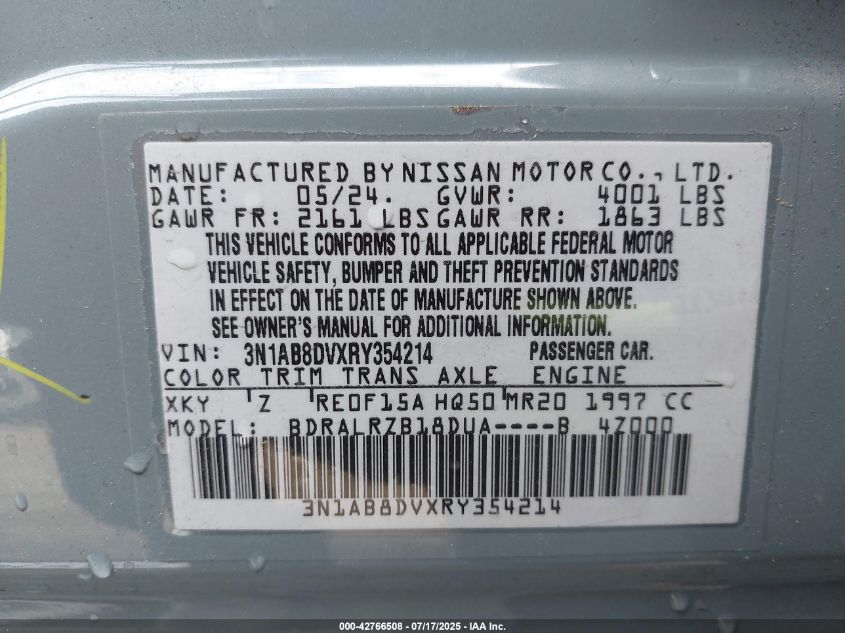 MANUFACTURED BY NISSAN MOTOR CO., LTD.
DATE: 05/24. GVWR: 4001 LBS
GAWR FR: 2161 LBS GAWR RR: 1863 LBS
THIS VEHICLE CONFORMS TO ALL APPLICABLE FEDERAL MOTOR
VEHICLE SAFETY, BUMPER AND THEFT PREVENTION STANDARDS
IN EFFECT ON THE DATE OF MANUFACTURE SHOWN ABOVE.
SEE OWNER'S MANUAL FOR ADDITIONAL INFORMATION.
VIN: 3N1AB8DVXRY354214 PASSENGER CAR.
COLOR TRIM TRANS AXLE ENGINE
XKY Z RE0F15A HQ50 MR20 1997 CC
MODEL: BDRALRZB18DUA----B 4Z000
3N1AB8DVXRY354214
000-42766508 / 07/17/2025 - IAA Inc.